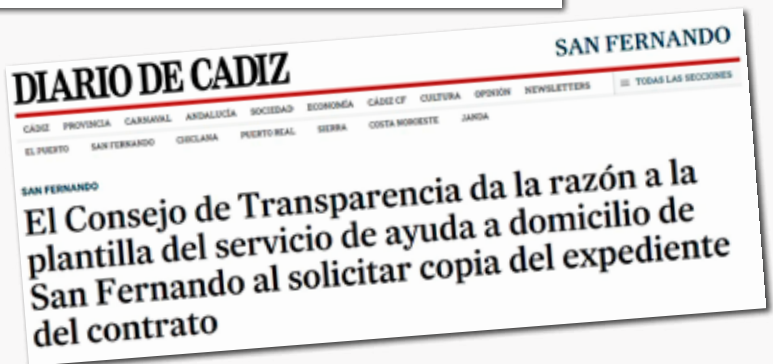 DIARIO DE CADIZ
SAN FERNANDO
CÁDIZ PROVINCIA CARNAVAL ANDALUCÍA SOCIEDAD ECONOMÍA CÁDIZ CF CULTURA OPINIÓN NEWSLETTERS ≡ TODAS LAS SECCIONES
EL PUERTO SAN FERNANDO CHICLANA PUERTO REAL SIERRA COSTA NOROESTE JANDA
SAN FERNANDO
El Consejo de Transparencia da la razón a la
plantilla del servicio de ayuda a domicilio de
San Fernando al solicitar copia del expediente
del contrato